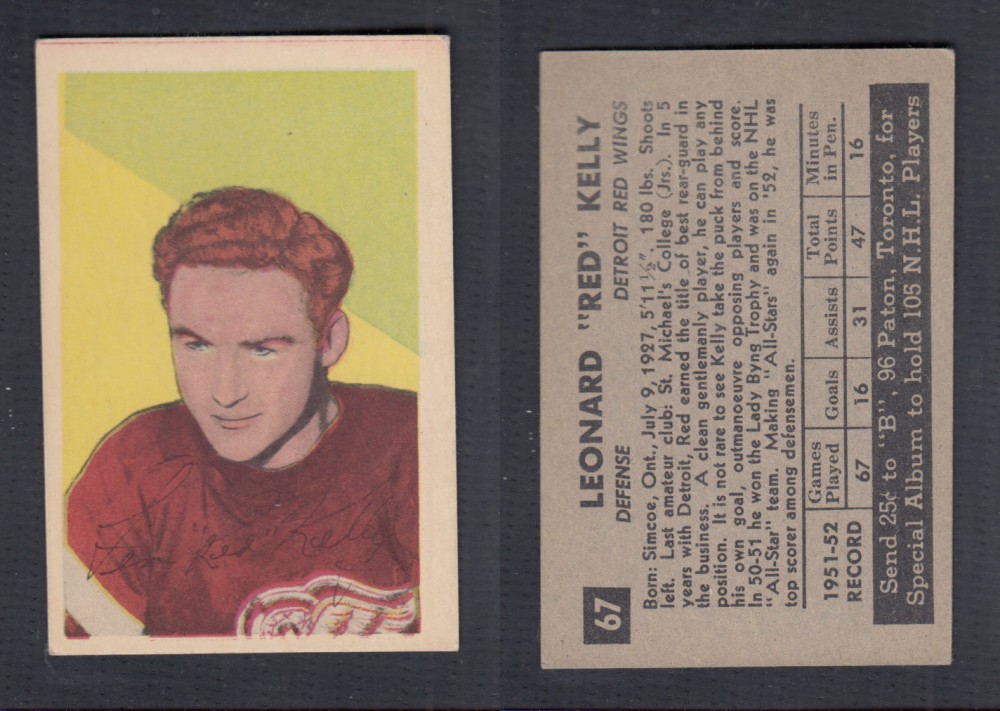 Len "Red" Kelly
67
LEONARD "RED" KELLY
DEFENSE DETROIT RED WINGS
Born: Simcoe, Ont., July 9, 1927, 5'11½". 180 lbs. Shoots
left. Last amateur club: St. Michael's College (Jrs.). In 5
years with Detroit, Red earned the title of best rear-guard in
the business. A clean gentlemanly player, he can play any
position. It is not rare to see Kelly take the puck from behind
his own goal, outmanoeuvre opposing players and score.
In 50-51 he won the Lady Byng Trophy and was on the NHL
"All-Star" team. Making "All-Stars" again in '52, he was
top scorer among defensemen.
1951-52 Games Goals Assists Total Minutes
RECORD Played Points in Pen.
67 16 31 47 16
Send 25¢ to "B", 96 Paton, Toronto, for
Special Album to hold 105 N.H.L. Players